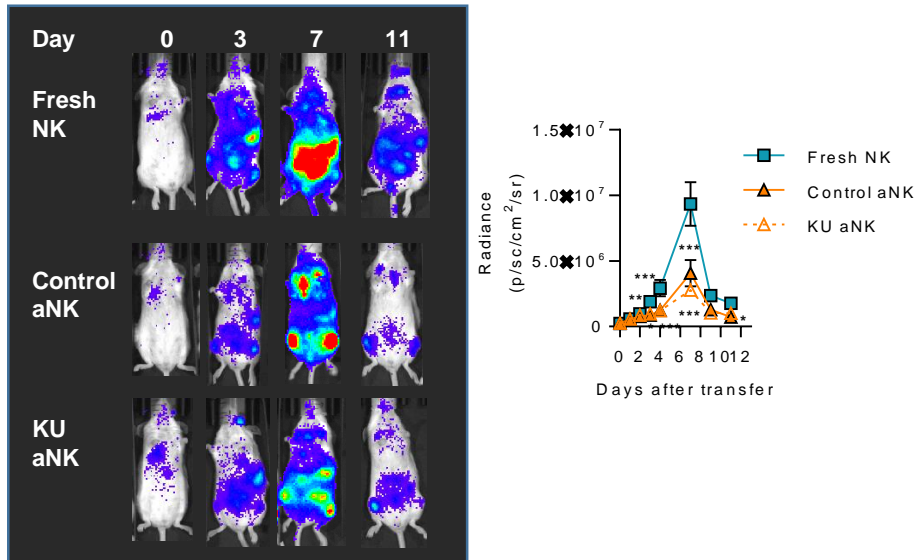 Day 0 3 7 11
Fresh
NK
Control
aNK
KU
aNK
1.5✖10⁷
1.0✖10⁷
5.0✖10⁶
0
Radiance
(p/sc/cm²/sr)
***
**
***
* ***
***
*
0 2 4 6 8 1012
Days after transfer
Fresh NK
Control aNK
KU aNK